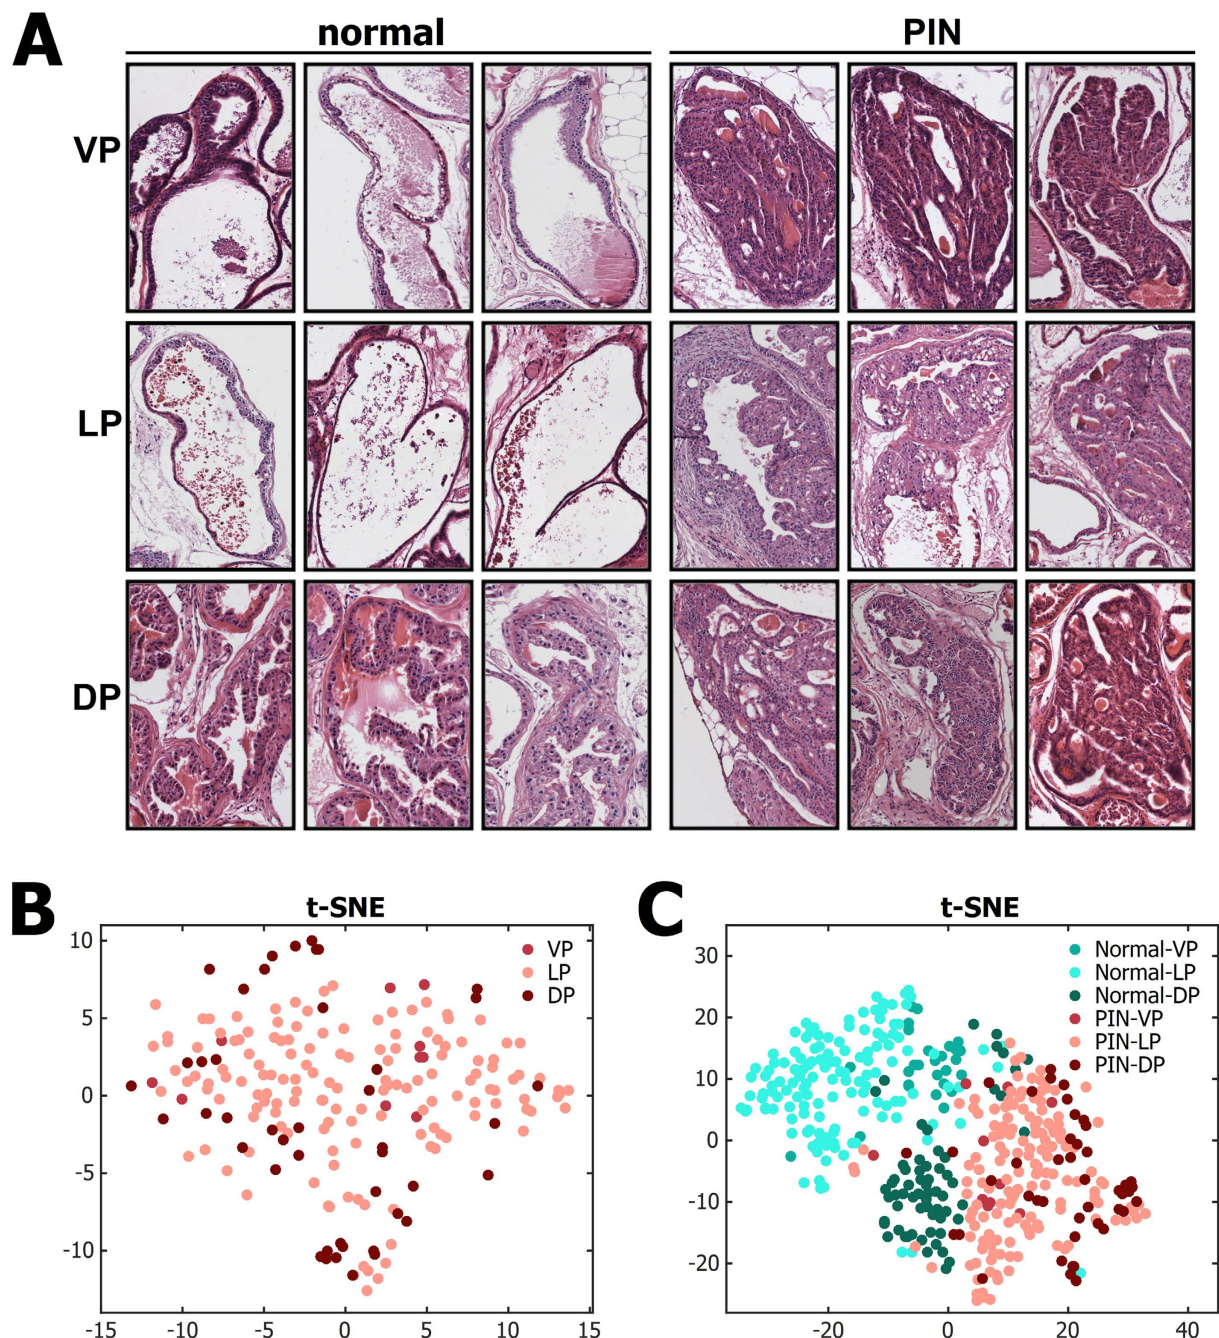 A
normal PIN
VP
LP
DP
B
t-SNE
10
5
0
-5
-10
-15 -10 -5 0 5 10 15
VP
LP
DP
C
t-SNE
30
20
10
0
-10
-20
-20 0 20 40
Normal-VP
Normal-LP
Normal-DP
PIN-VP
PIN-LP
PIN-DP